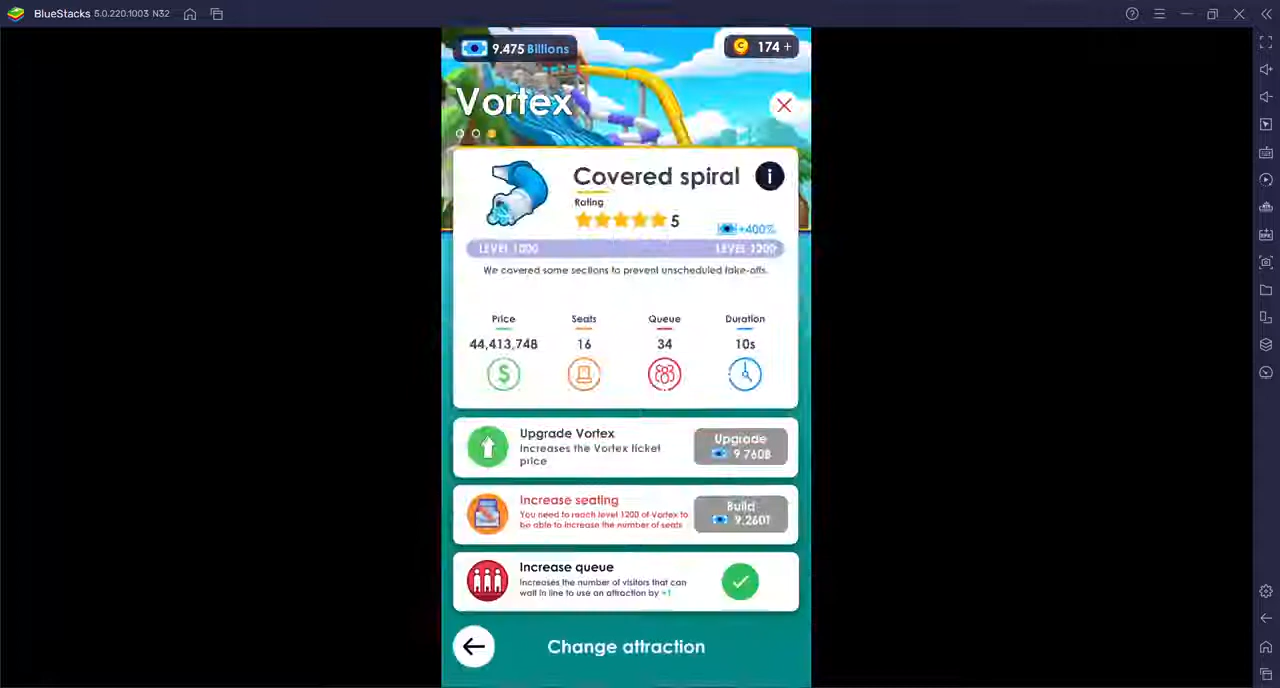 BlueStacks 5.0.220.1003 N32
9.475 Billions
174 +
Vortex
Covered spiral
Rating
5
+400%
LEVEL 1000 LEVEL 1200
We covered some sections to prevent unscheduled take-offs.
Price Seats Queue Duration
44,413,748 16 34 10s
Upgrade Vortex
Increases the Vortex ticket
price
Upgrade
9.760B
Increase seating
You need to reach level 1200 of Vortex to
be able to increase the number of seats
Build
9.260T
Increase queue
Increases the number of visitors that can
wait in line to use an attraction by +1
Change attraction